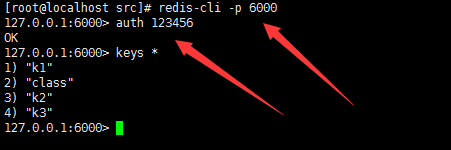 [root@localhost src]# redis-cli -p 6000
127.0.0.1:6000> auth 123456
OK
127.0.0.1:6000> keys *
1) "k1"
2) "class"
3) "k2"
4) "k3"
127.0.0.1:6000>